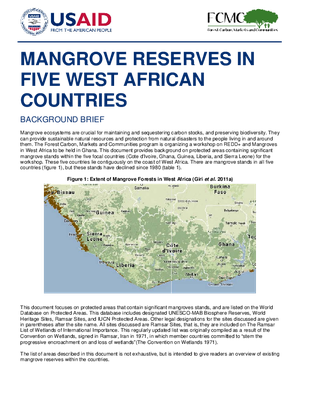 USAID
FROM THE AMERICAN PEOPLE
FCMC
Forest Carbon, Markets and Communities
MANGROVE RESERVES IN
FIVE WEST AFRICAN
COUNTRIES
BACKGROUND BRIEF
Mangrove ecosystems are crucial for maintaining and sequestering carbon stocks, and preserving biodiversity. They
can provide sustainable natural resources and protection from natural disasters to the people living in and around
them. The Forest Carbon, Markets and Communities program is organizing a workshop on REDD+ and Mangroves
in West Africa to be held in Ghana. This document provides background on protected areas containing significant
mangrove stands within the five focal countries (Cote d'Ivoire, Ghana, Guinea, Liberia, and Sierra Leone) for the
workshop. These five countries lie contiguously on the coast of West Africa. There are mangrove stands in all five
countries (figure 1), but these stands have declined since 1980 (table 1).
Figure 1: Extent of Mangrove Forests in West Africa (Giri et al. 2011a)
Bissau
Guinea
Burkina
Faso
Sierra
Leone
Côte
d'Ivoire
Ghana
Liberia
This document focuses on protected areas that contain significant mangroves stands, and are listed on the World
Database on Protected Areas. This database includes designated UNESCO-MAB Biosphere Reserves, World
Heritage Sites, Ramsar Sites, and IUCN Protected Areas. Other legal designations for the sites discussed are given
in parentheses after the site name. All sites discussed are Ramsar Sites, that is, they are included on The Ramsar
List of Wetlands of International Importance. This regularly updated list was originally compiled as a result of the
Convention on Wetlands, signed in Ramsar, Iran in 1971, in which member countries committed to "stem the
progressive encroachment on and loss of wetlands"(The Convention on Wetlands 1971).
The list of areas described in this document is not exhaustive, but is intended to give readers an overview of existing
mangrove reserves within the countries.